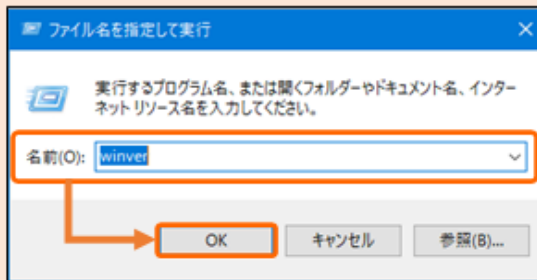 ファイル名を指定して実行
実行するプログラム名、または開くフォルダーやドキュメント名、インター
ネット リソース名を入力してください。
名前(O): winver
OK キャンセル 参照(B)...